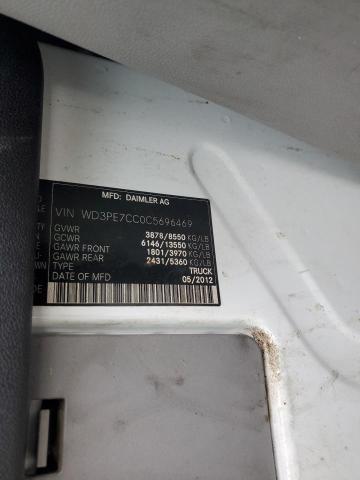 MFD: DAIMLER AG
VIN WD3PE7CC0C5696469
GVWR 3878/8550 KG/LB
GCWR 6146/13550 KG/LB
GAWR FRONT 1801/3970 KG/LB
GAWR REAR 2431/5360 KG/LB
TYPE TRUCK
DATE OF MFD 05/2012